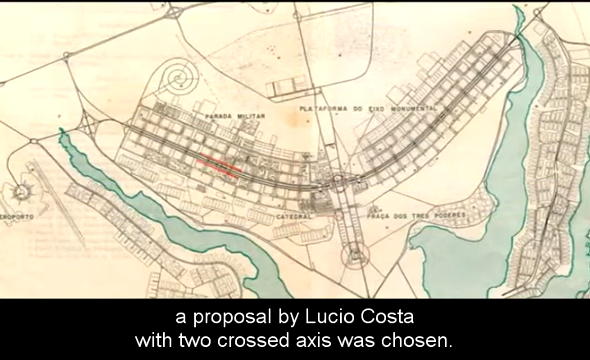 PARADA MILITAR
PLATAFORMA DO EIXO MONUMENTAL
CATEDRAL
PRAÇA DOS TRES PODERES
EROPORTO
a proposal by Lucio Costa
with two crossed axis was chosen.